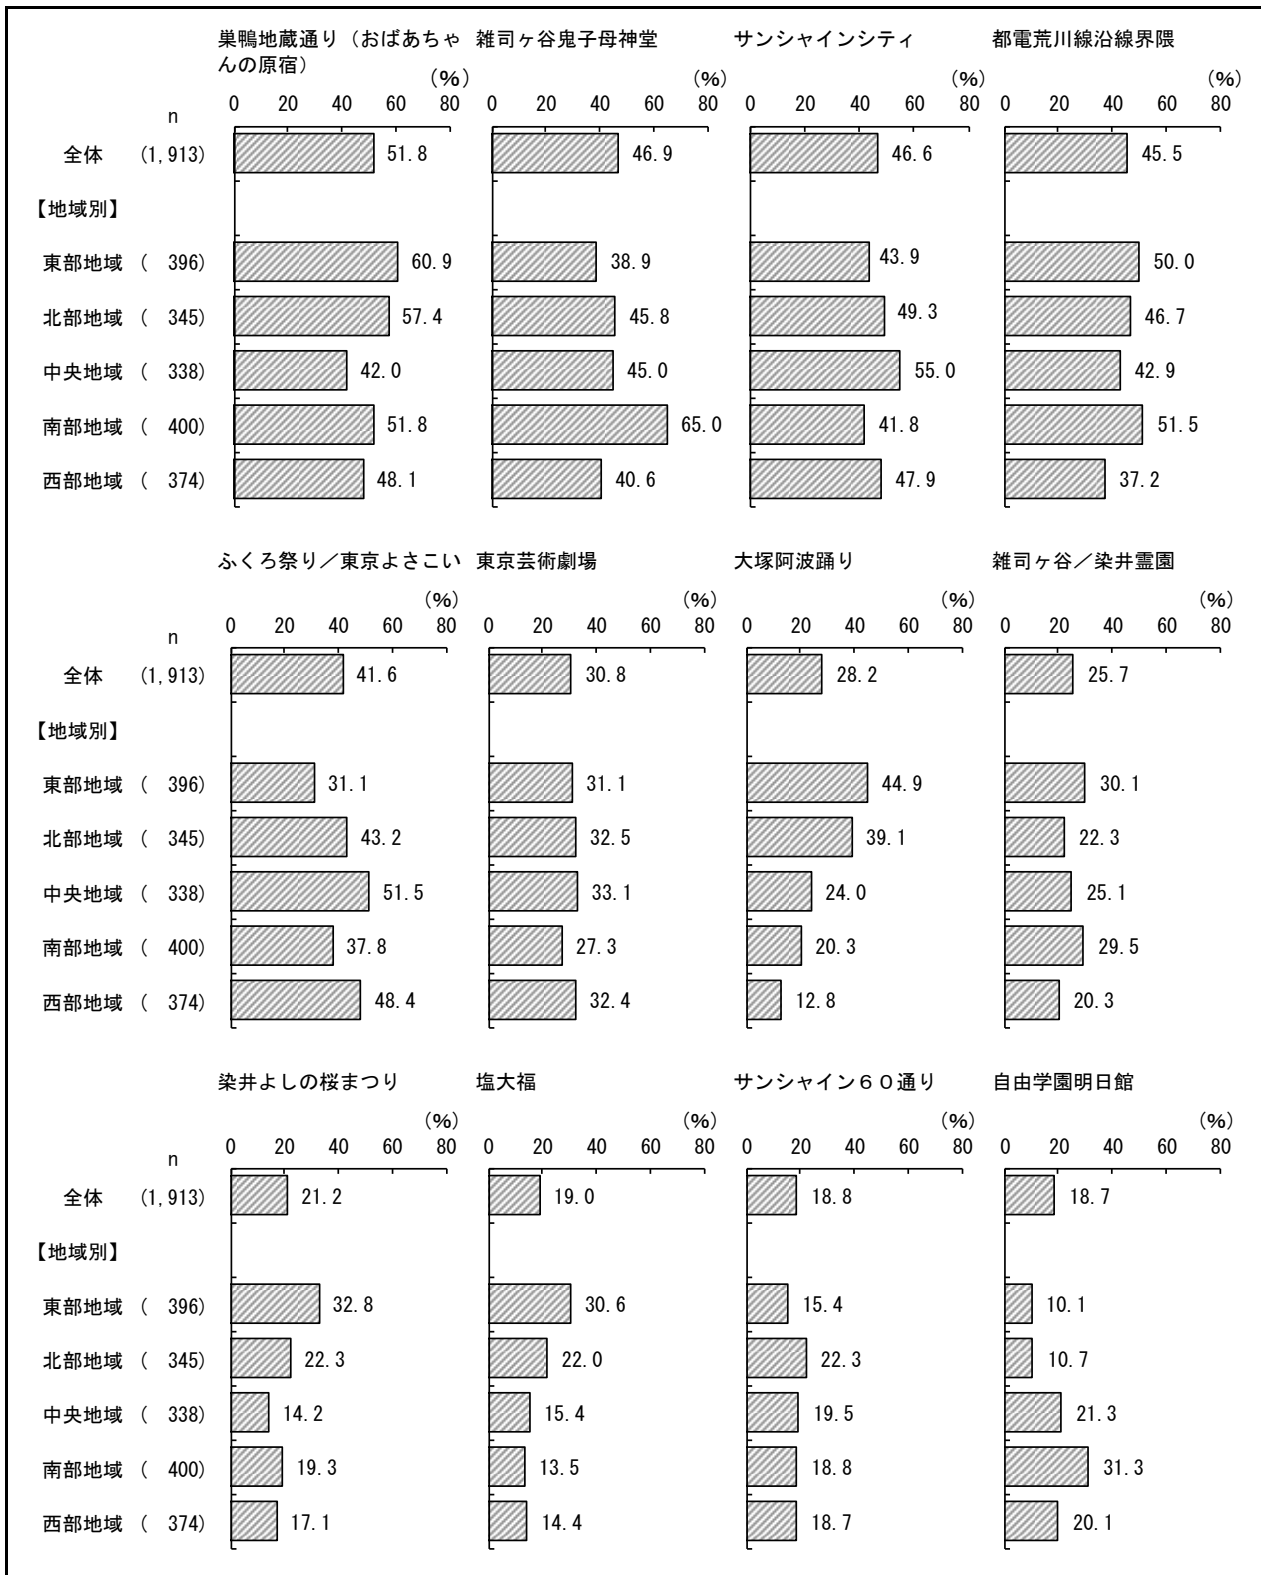 巣鴨地蔵通り（おばあちゃ 雑司ヶ谷鬼子母神堂 サンシャインシティ 都電荒川線沿線界隈
んの原宿）
(%) (%) (%) (%)
0 20 40 60 80 0 20 40 60 80 0 20 40 60 80 0 20 40 60 80
n
全体 (1,913) 51.8 46.9 46.6 45.5
【地域別】
東部地域 ( 396) 60.9 38.9 43.9 50.0
北部地域 ( 345) 57.4 45.8 49.3 46.7
中央地域 ( 338) 42.0 45.0 55.0 42.9
南部地域 ( 400) 51.8 65.0 41.8 51.5
西部地域 ( 374) 48.1 40.6 47.9 37.2
ふくろ祭り／東京よさこい 東京芸術劇場 大塚阿波踊り 雑司ヶ谷／染井霊園
(%) (%) (%) (%)
0 20 40 60 80 0 20 40 60 80 0 20 40 60 80 0 20 40 60 80
n
全体 (1,913) 41.6 30.8 28.2 25.7
【地域別】
東部地域 ( 396) 31.1 31.1 44.9 30.1
北部地域 ( 345) 43.2 32.5 39.1 22.3
中央地域 ( 338) 51.5 33.1 24.0 25.1
南部地域 ( 400) 37.8 27.3 20.3 29.5
西部地域 ( 374) 48.4 32.4 12.8 20.3
染井よしの桜まつり 塩大福 サンシャイン６０通り 自由学園明日館
(%) (%) (%) (%)
0 20 40 60 80 0 20 40 60 80 0 20 40 60 80 0 20 40 60 80
n
全体 (1,913) 21.2 19.0 18.8 18.7
【地域別】
東部地域 ( 396) 32.8 30.6 15.4 10.1
北部地域 ( 345) 22.3 22.0 22.3 10.7
中央地域 ( 338) 14.2 15.4 19.5 21.3
南部地域 ( 400) 19.3 13.5 18.8 31.3
西部地域 ( 374) 17.1 14.4 18.7 20.1